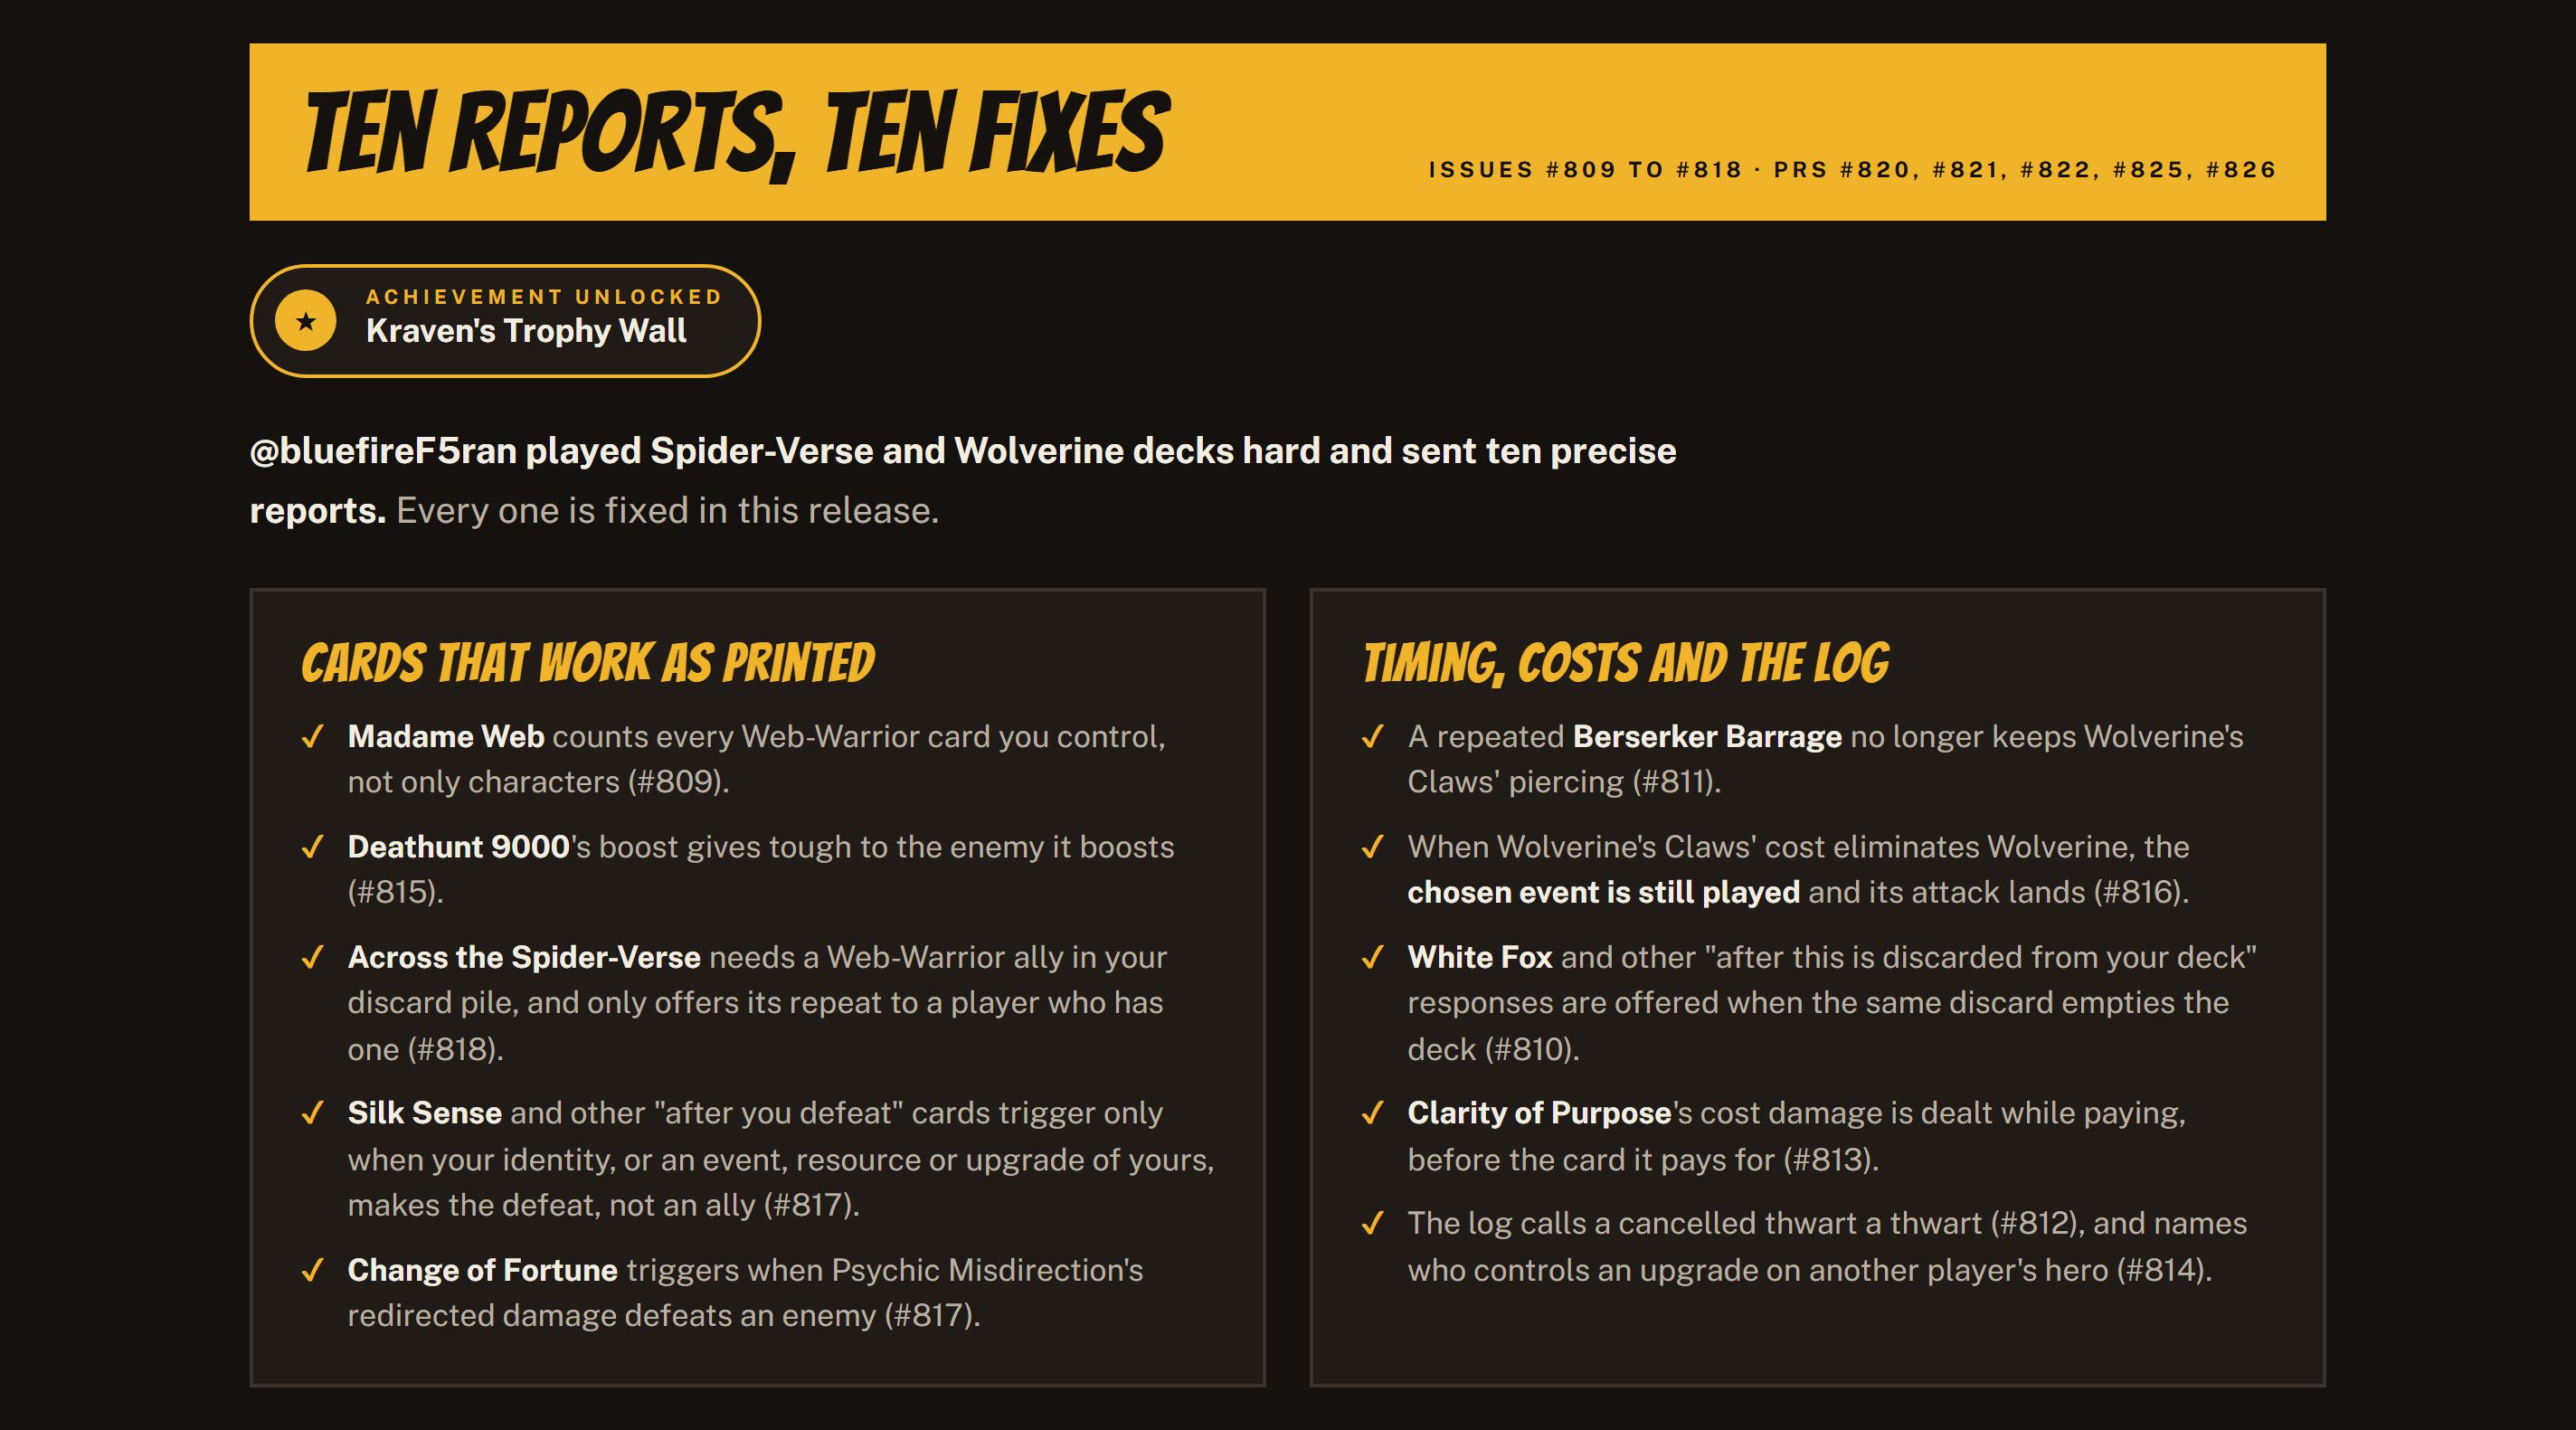 TEN REPORTS, TEN FIXES
ISSUES #809 TO #818 · PRS #820, #821, #822, #825, #826
★
ACHIEVEMENT UNLOCKED
Kraven's Trophy Wall
@bluefireF5ran played Spider-Verse and Wolverine decks hard and sent ten precise
reports. Every one is fixed in this release.
CARDS THAT WORK AS PRINTED
✓ Madame Web counts every Web-Warrior card you control,
not only characters (#809).
✓ Deathhunt 9000's boost gives tough to the enemy it boosts
(#815).
✓ Across the Spider-Verse needs a Web-Warrior ally in your
discard pile, and only offers its repeat to a player who has
one (#818).
✓ Silk Sense and other "after you defeat" cards trigger only
when your identity, or an event, resource or upgrade of yours,
makes the defeat, not an ally (#817).
✓ Change of Fortune triggers when Psychic Misdirection's
redirected damage defeats an enemy (#817).
TIMING, COSTS AND THE LOG
✓ A repeated Berserker Barrage no longer keeps Wolverine's
Claws' piercing (#811).
✓ When Wolverine's Claws' cost eliminates Wolverine, the
chosen event is still played and its attack lands (#816).
✓ White Fox and other "after this is discarded from your deck"
responses are offered when the same discard empties the
deck (#810).
✓ Clarity of Purpose's cost damage is dealt while paying,
before the card it pays for (#813).
✓ The log calls a cancelled thwart a thwart (#812), and names
who controls an upgrade on another player's hero (#814).